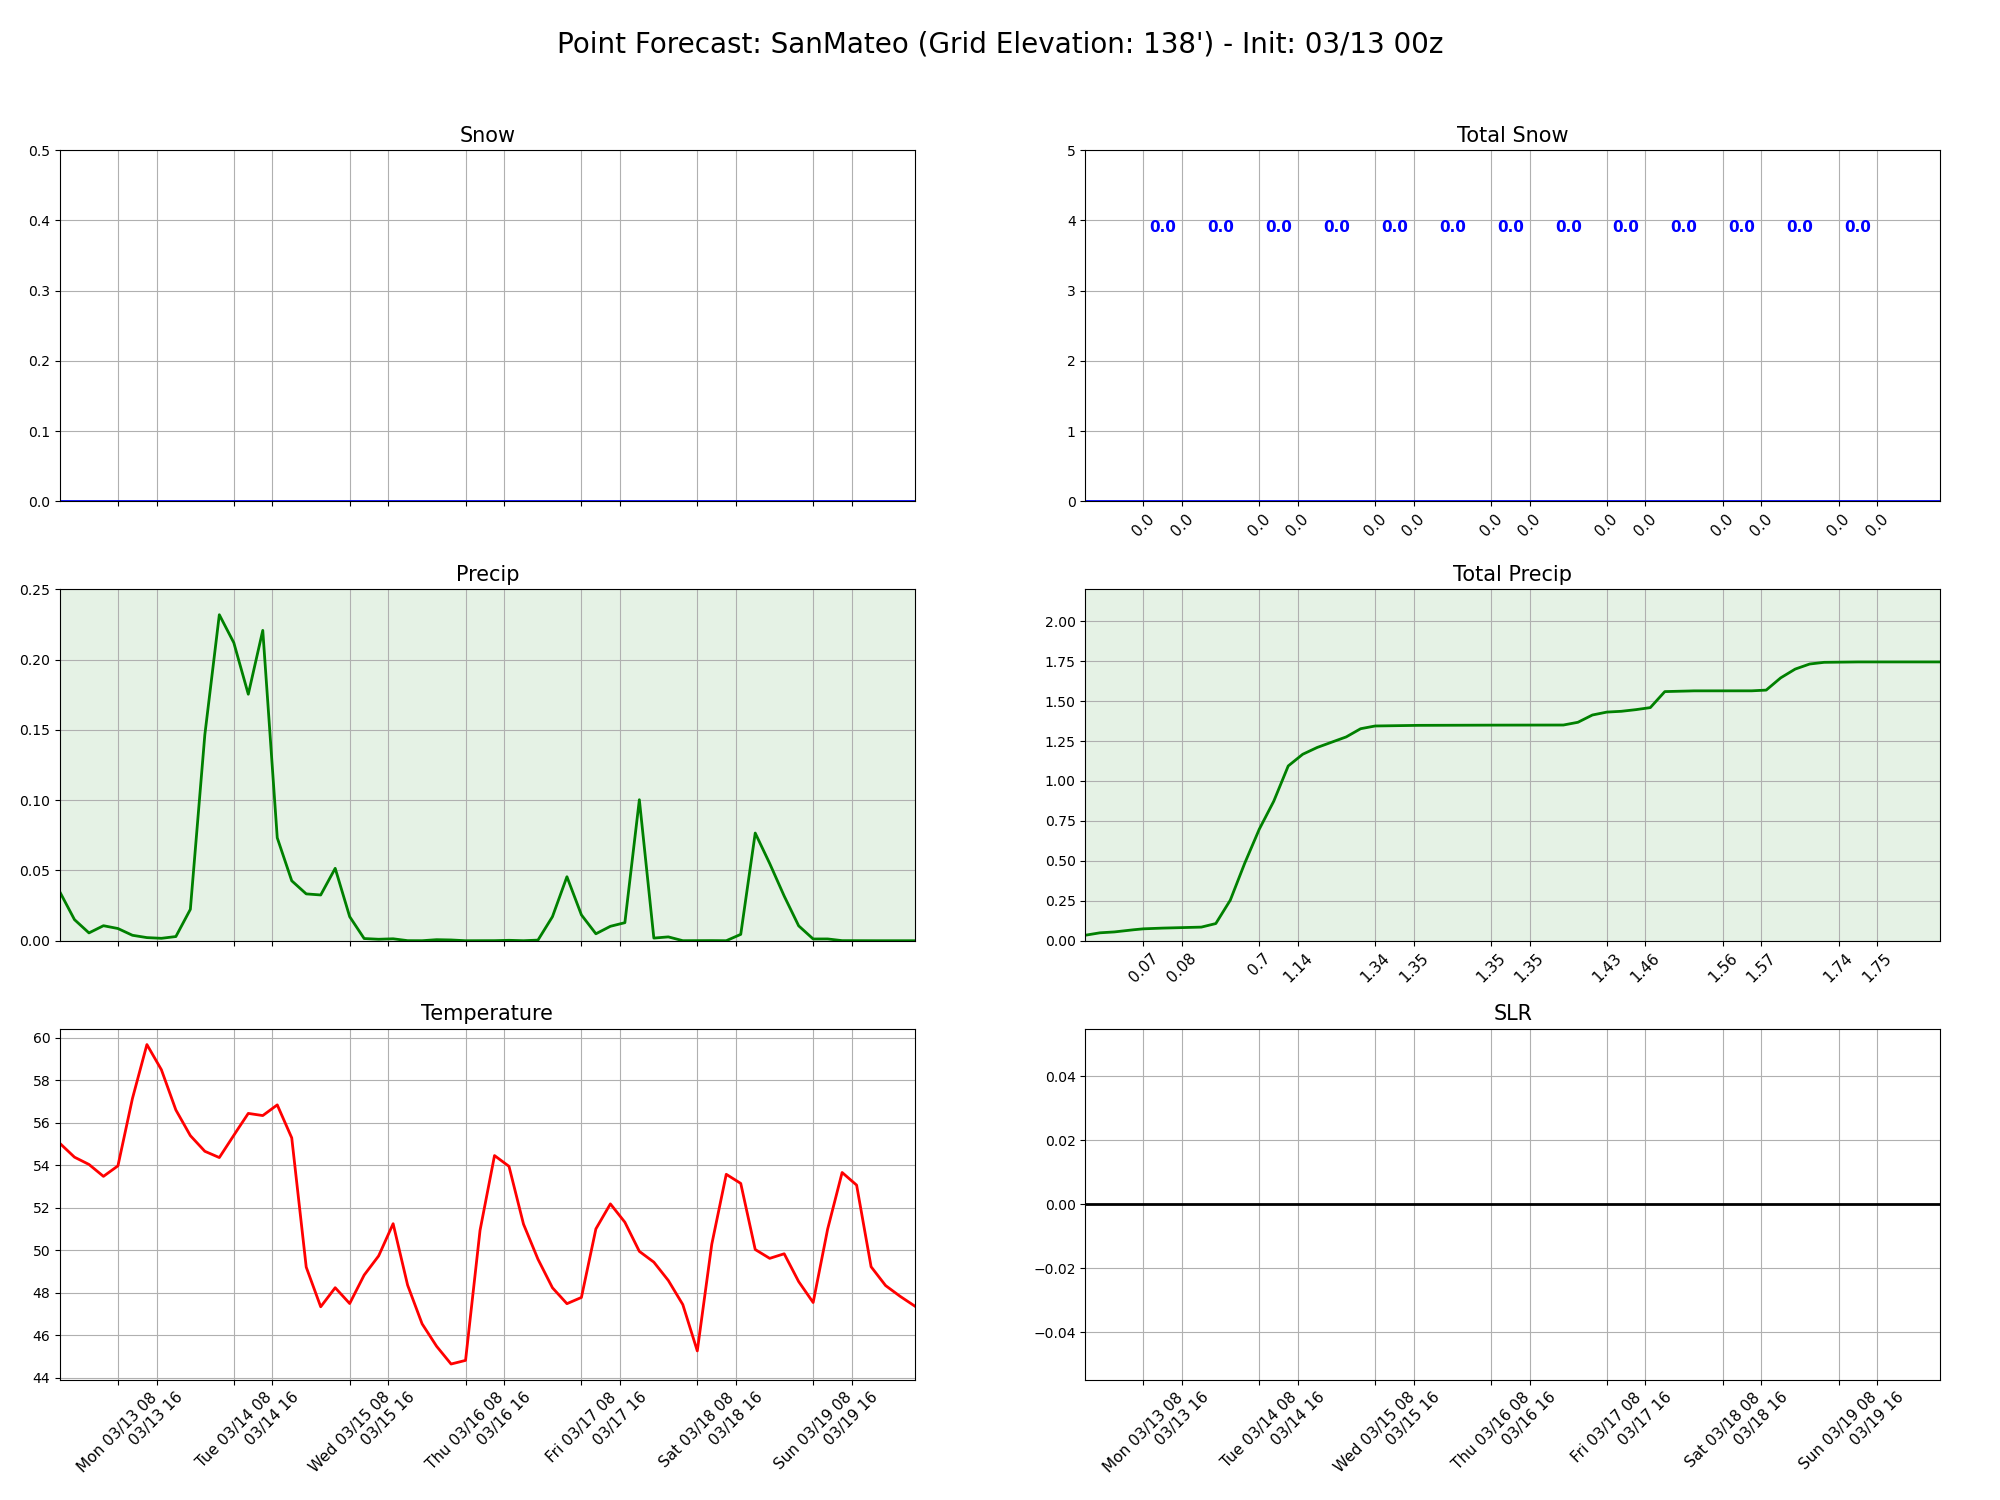 Point Forecast: SanMateo (Grid Elevation: 138') - Init: 03/13 00z
Snow
0.5
0.4
0.3
0.2
0.1
0.0
Total Snow
5
4
3
2
1
0
0.0 0.0 0.0 0.0 0.0 0.0 0.0 0.0 0.0 0.0 0.0 0.0 0.0
0.0 0.0 0.0 0.0 0.0 0.0 0.0 0.0 0.0 0.0 0.0 0.0 0.0 0.0
Precip
0.25
0.20
0.15
0.10
0.05
0.00
Total Precip
2.00
1.75
1.50
1.25
1.00
0.75
0.50
0.25
0.00
0.07 0.08 0.7 1.14 1.34 1.35 1.35 1.35 1.43 1.46 1.56 1.57 1.74 1.75
Temperature
60
58
56
54
52
50
48
46
44
Mon 03/13 08
03/13 16
Tue 03/14 08
03/14 16
Wed 03/15 08
03/15 16
Thu 03/16 08
03/16 16
Fri 03/17 08
03/17 16
Sat 03/18 08
03/18 16
Sun 03/19 08
03/19 16
SLR
0.04
0.02
0.00
−0.02
−0.04
Mon 03/13 08
03/13 16
Tue 03/14 08
03/14 16
Wed 03/15 08
03/15 16
Thu 03/16 08
03/16 16
Fri 03/17 08
03/17 16
Sat 03/18 08
03/18 16
Sun 03/19 08
03/19 16